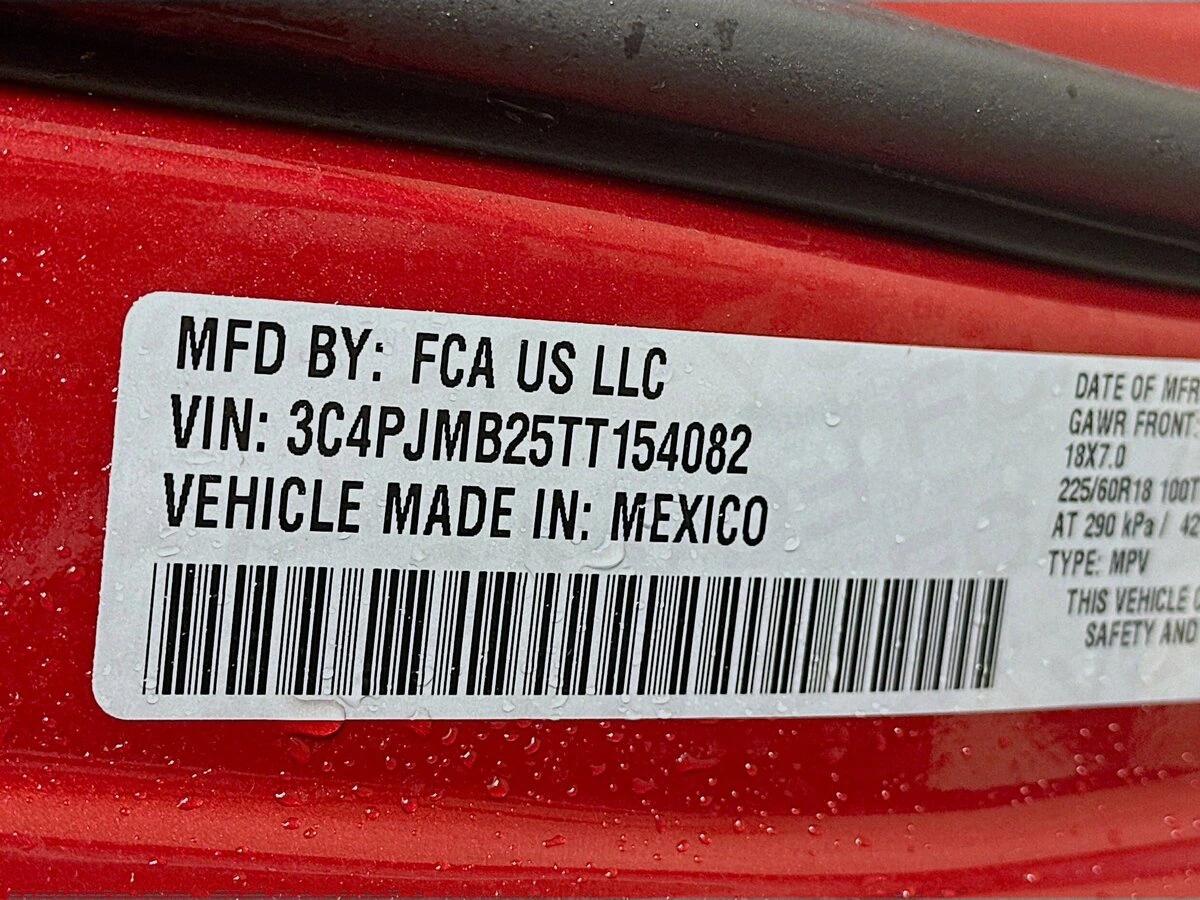 MFD BY: FCA US LLC
VIN: 3C4PJMB25TT154082
VEHICLE MADE IN: MEXICO
DATE OF MFR
GAWR FRONT:
18X7.0
225/60R18 100T
AT 290 kPa / 42
TYPE: MPV
THIS VEHICLE
SAFETY AND